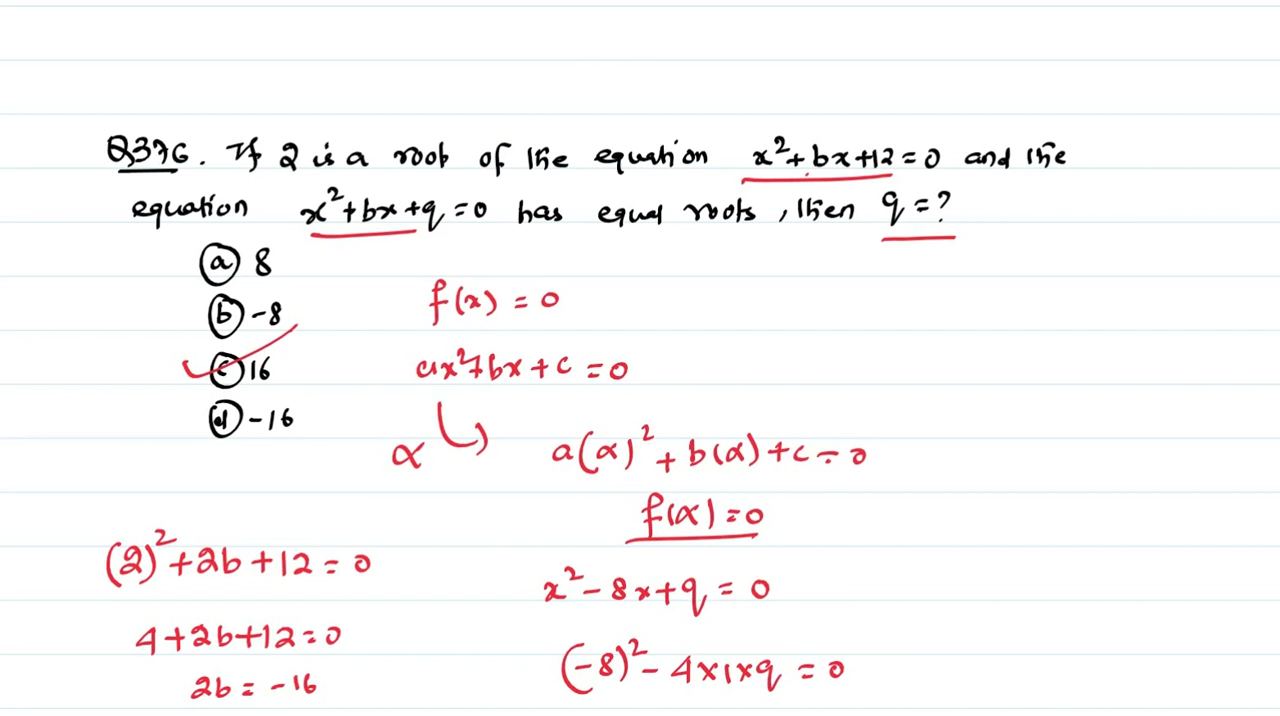 Q376. If 2 is a root of the equation x²+bx+12=0 and the
equation x²+bx+q=0 has equal roots, then q=?
(a) 8
(b) -8
(c) 16
(d) -16
f(x)=0
ax²+bx+c=0
α
a(α)²+b(α)+c=0
f(α)=0
(2)²+2b+12=0
4+2b+12=0
2b=-16
x²-8x+q=0
(-8)²-4x1xq=0